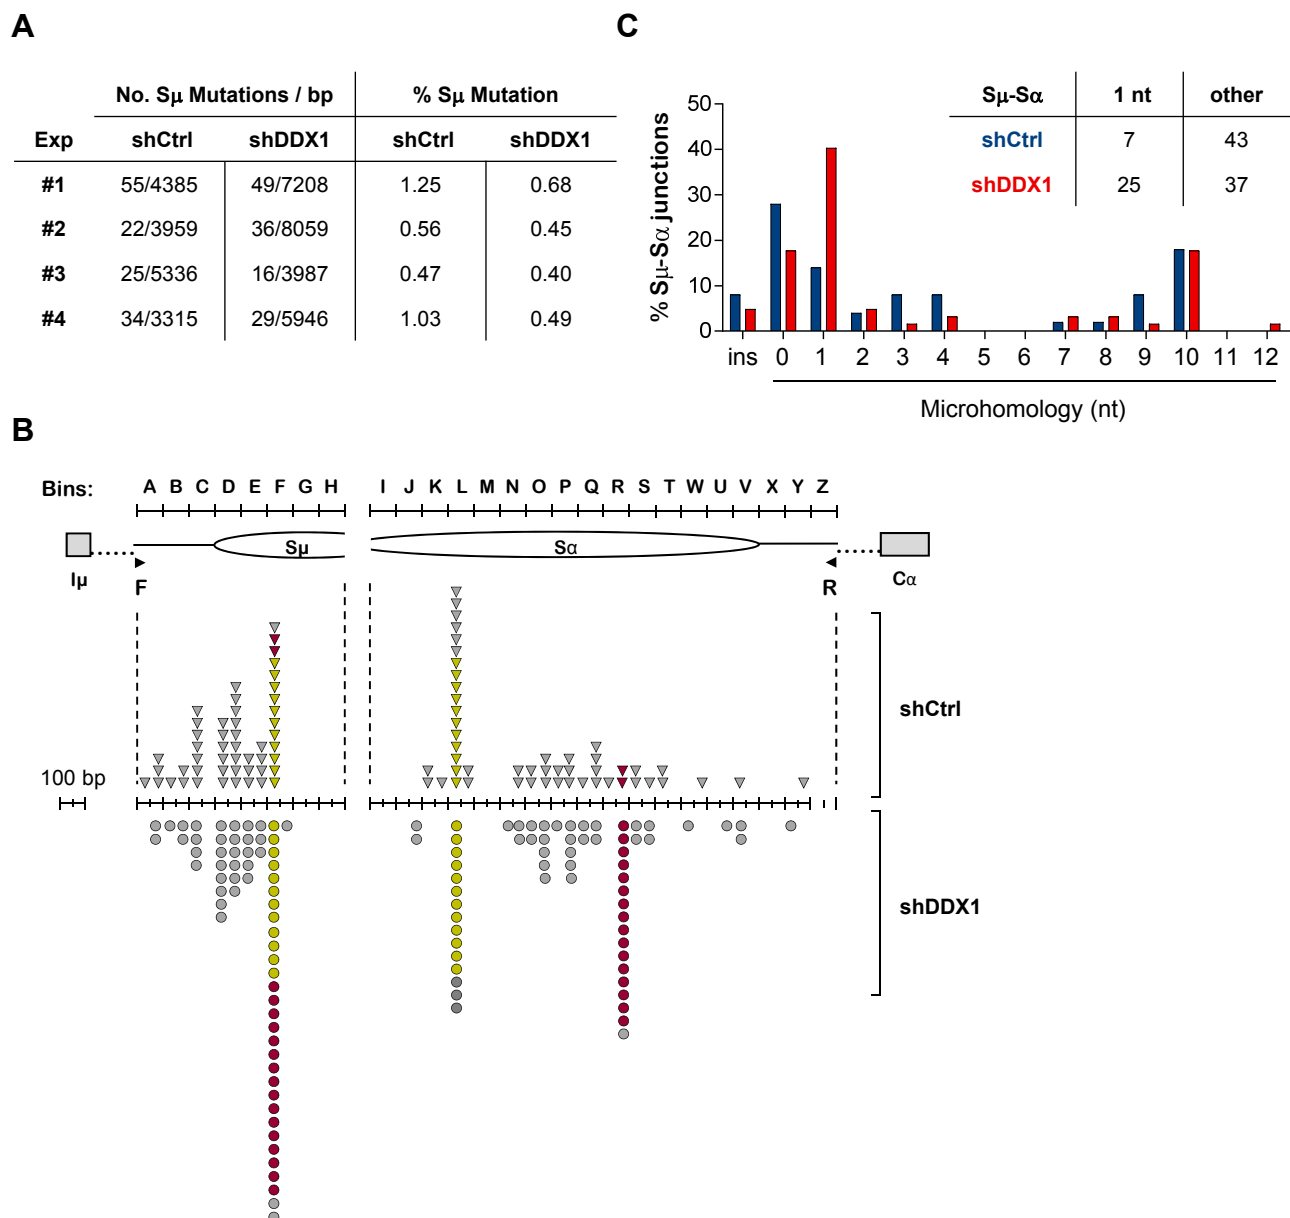 A
No. Sμ Mutations / bp % Sμ Mutation
Exp shCtrl shDDX1 shCtrl shDDX1
#1 55/4385 49/7208 1.25 0.68
#2 22/3959 36/8059 0.56 0.45
#3 25/5336 16/3987 0.47 0.40
#4 34/3315 29/5946 1.03 0.49
C
% Sμ-Sα junctions
50
40
30
20
10
0
ins 0 1 2 3 4 5 6 7 8 9 10 11 12
Microhomology (nt)
Sμ-Sα 1 nt other
shCtrl 7 43
shDDX1 25 37
B
Bins: A B C D E F G H I J K L M N O P Q R S T W U V X Y Z
Sμ Sα
Iμ F R Cα
shCtrl
100 bp
shDDX1